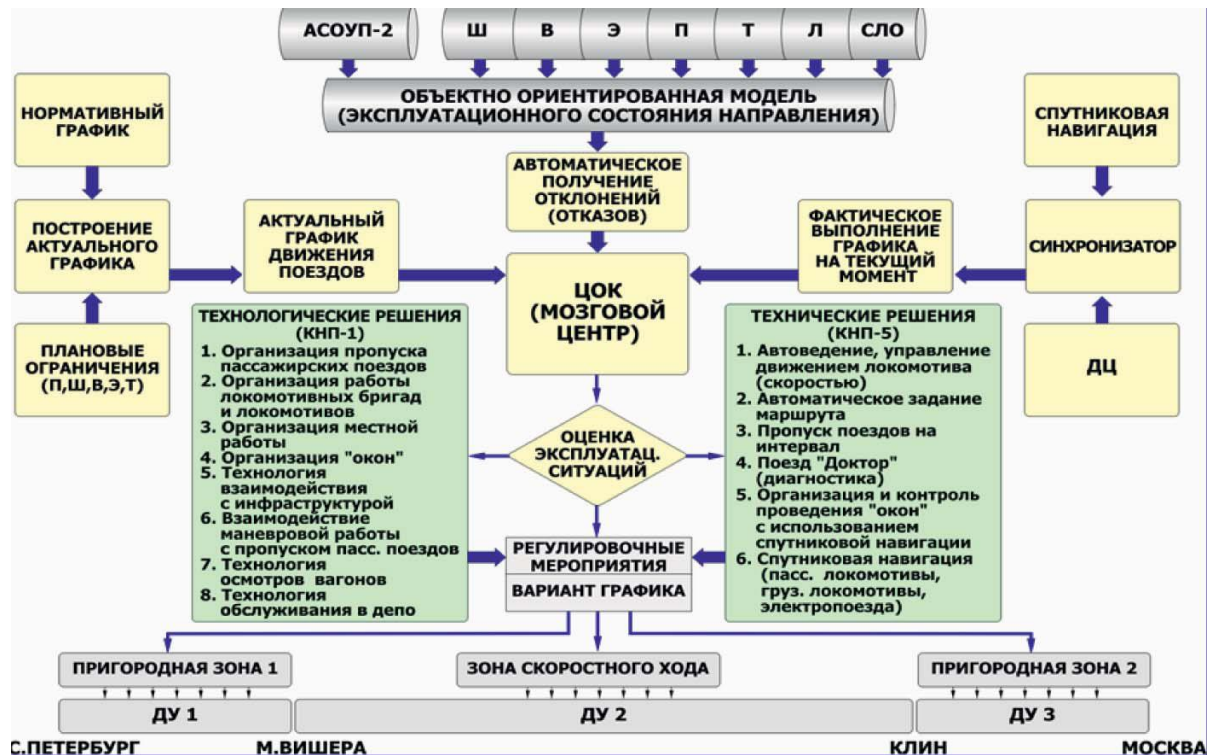 АСОУП-2
Ш
В
Э
П
Т
Л
СЛО
ОБЪЕКТНО ОРИЕНТИРОВАННАЯ МОДЕЛЬ
(ЭКСПЛУАТАЦИОННОГО СОСТОЯНИЯ НАПРАВЛЕНИЯ)
НОРМАТИВНЫЙ
ГРАФИК
СПУТНИКОВАЯ
НАВИГАЦИЯ
АВТОМАТИЧЕСКОЕ
ПОЛУЧЕНИЕ
ОТКЛОНЕНИЙ
(ОТКАЗОВ)
ПОСТРОЕНИЕ
АКТУАЛЬНОГО
ГРАФИКА
АКТУАЛЬНЫЙ
ГРАФИК
ДВИЖЕНИЯ
ПОЕЗДОВ
ФАКТИЧЕСКОЕ
ВЫПОЛНЕНИЕ
ГРАФИКА
НА ТЕКУЩИЙ
МОМЕНТ
СИНХРОНИЗАТОР
ЦОК
(МОЗГОВОЙ
ЦЕНТР)
ПЛАНОВЫЕ
ОГРАНИЧЕНИЯ
(П,Ш,В,Э,Т)
ДЦ
ТЕХНОЛОГИЧЕСКИЕ РЕШЕНИЯ
(КНП-1)
1. Организация пропуска
пассажирских поездов
2. Организация работы
локомотивных бригад
и локомотивов
3. Организация местной
работы
4. Организация "окон"
5. Технология
взаимодействия
с инфраструктурой
6. Взаимодействие
маневровой работы
с пропуском пасс. поездов
7. Технология
осмотров вагонов
8. Технология
обслуживания в депо
ОЦЕНКА
ЭКСПЛУАТАЦ.
СИТУАЦИЙ
ТЕХНИЧЕСКИЕ РЕШЕНИЯ
(КНП-5)
1. Автоведение, управление
движением локомотива
(скоростью)
2. Автоматическое задание
маршрута
3. Пропуск поездов на
интервал
4. Поезд "Доктор"
(диагностика)
5. Организация и контроль
проведения "окон"
с использованием
спутниковой навигации
6. Спутниковая навигация
(пасс. локомотивы,
груз. локомотивы,
электропоезда)
РЕГУЛИРОВОЧНЫЕ
МЕРОПРИЯТИЯ
ВАРИАНТ ГРАФИКА
ПРИГОРОДНАЯ ЗОНА 1
ЗОНА СКОРОСТНОГО ХОДА
ПРИГОРОДНАЯ ЗОНА 2
ДУ 1
ДУ 2
ДУ 3
С.ПЕТЕРБУРГ
М.ВИШЕРА
КЛИН
МОСКВА